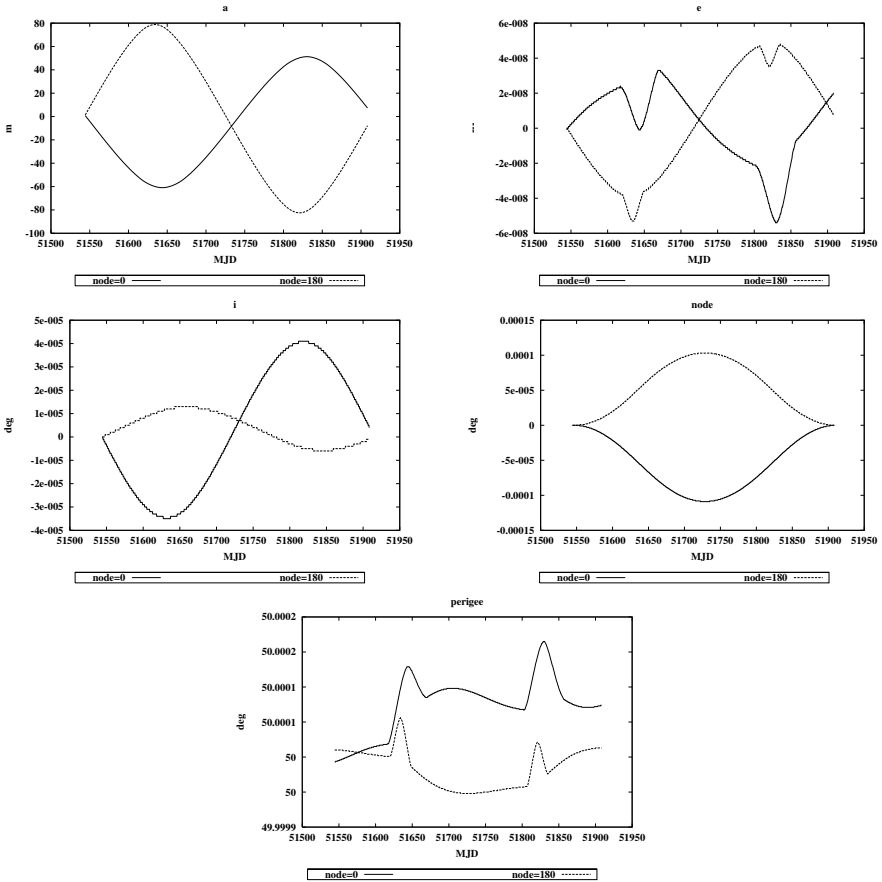 a
80
60
40
20
0
-20
-40
-60
-80
-100
m
51500 51550 51600 51650 51700 51750 51800 51850 51900 51950
MJD
node=0 node=180
e
6e-008
4e-008
2e-008
0
-2e-008
-4e-008
-6e-008
51500 51550 51600 51650 51700 51750 51800 51850 51900 51950
MJD
node=0 node=180
i
5e-005
4e-005
3e-005
2e-005
1e-005
0
-1e-005
-2e-005
-3e-005
-4e-005
deg
51500 51550 51600 51650 51700 51750 51800 51850 51900 51950
MJD
node=0 node=180
node
0.00015
0.0001
5e-005
0
-5e-005
-0.0001
-0.00015
deg
51500 51550 51600 51650 51700 51750 51800 51850 51900 51950
MJD
node=0 node=180
perigee
50.0002
50.0002
50.0001
50.0001
50
50
49.9999
deg
51500 51550 51600 51650 51700 51750 51800 51850 51900 51950
MJD
node=0 node=180